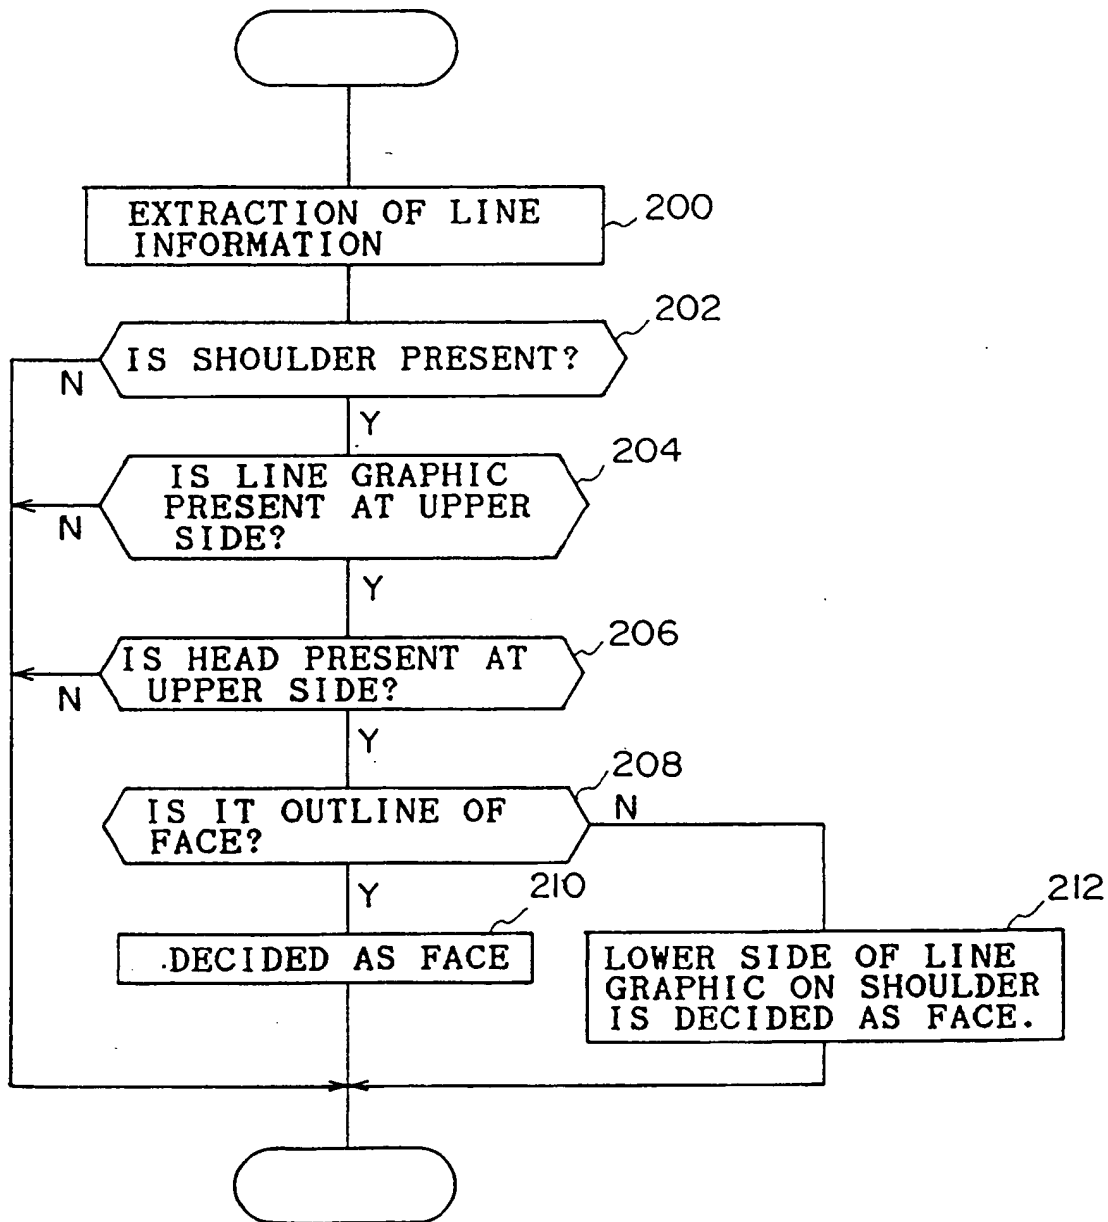 EXTRACTION OF LINE
INFORMATION
200
202
IS SHOULDER PRESENT?
N
Y
204
IS LINE GRAPHIC
PRESENT AT UPPER
SIDE?
N
Y
206
IS HEAD PRESENT AT
UPPER SIDE?
N
Y
208
IS IT OUTLINE OF
FACE?
N
Y
210
DECIDED AS FACE
212
LOWER SIDE OF LINE
GRAPHIC ON SHOULDER
IS DECIDED AS FACE.